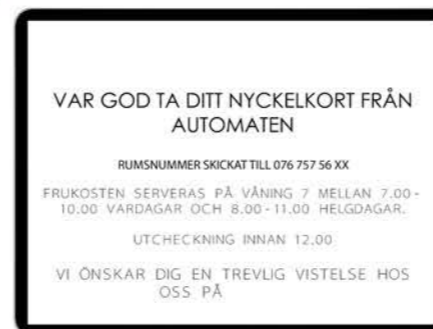 VAR GOD TA DITT NYCKELKORT FRÅN
AUTOMATEN
RUMSNUMMER SKICKAT TILL 076 757 56 XX
FRUKOSTEN SERVERAS PÅ VÅNING 7 MELLAN 7.00-
10.00 VARDAGAR OCH 8.00-11.00 HELGDAGAR.
UTCHECKNING INNAN 12.00
VI ÖNSKAR DIG EN TREVLIG VISTELSE HOS
OSS PÅ